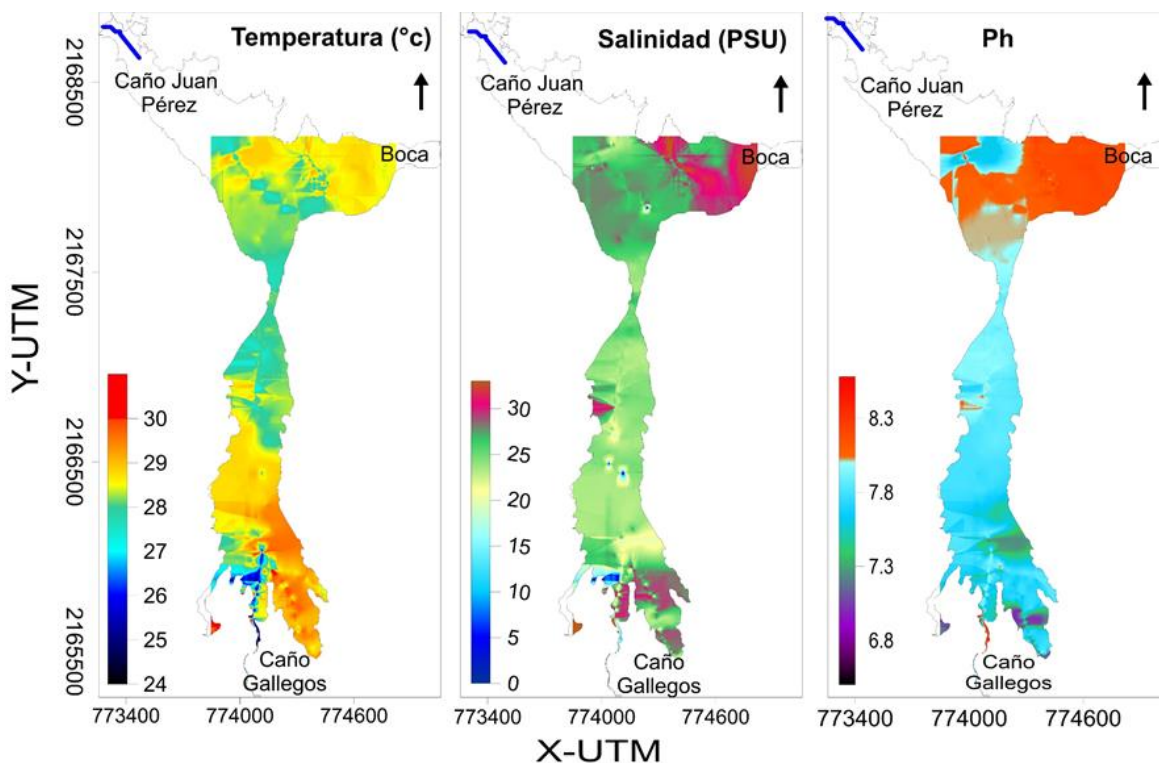 Temperatura (°c)
Caño Juan
Pérez
Boca
30
29
28
27
26
25
24
Caño
Gallegos
Salinidad (PSU)
Caño Juan
Pérez
Boca
30
25
20
15
10
5
0
Caño
Gallegos
Ph
Caño Juan
Pérez
Boca
8.3
7.8
7.3
6.8
Caño
Gallegos
Y-UTM
2168500
2167500
2166500
2165500
773400 774000 774600
773400 774000 774600
773400 774000 774600
X-UTM